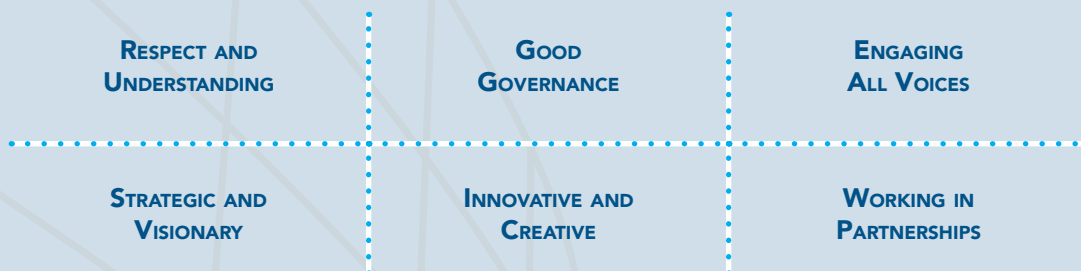 Respect and
Understanding
Good
Governance
Engaging
All Voices
Strategic and
Visionary
Innovative and
Creative
Working in
Partnerships